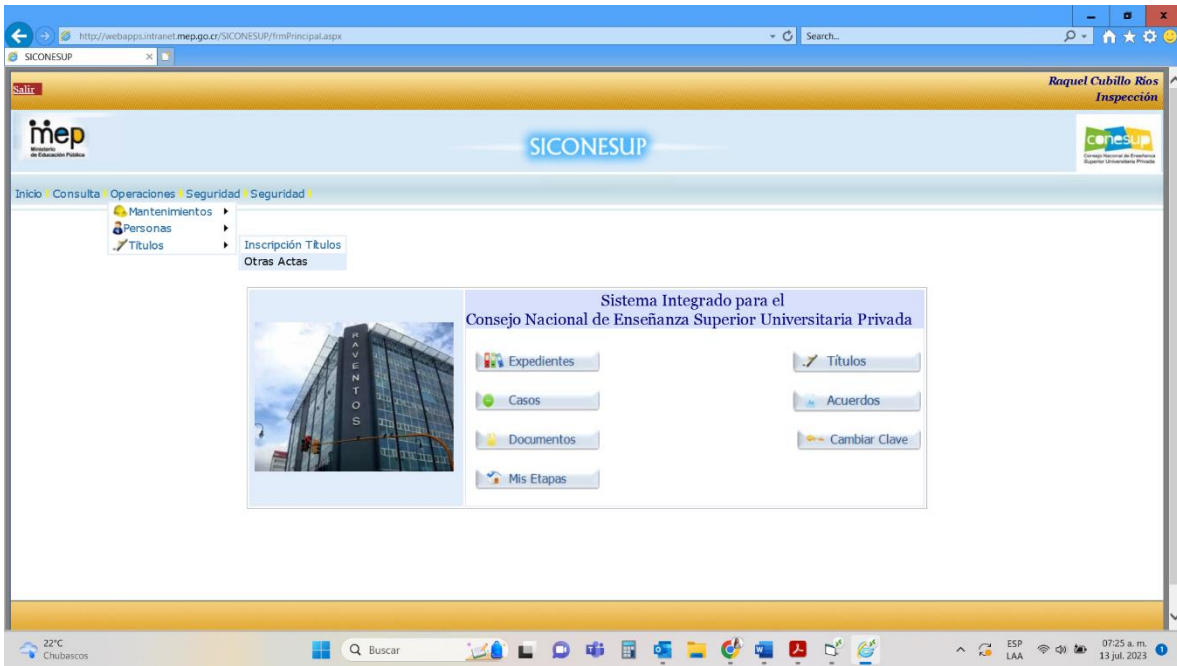 http://webapps.intranet.mep.go.cr/SICONESUP/frmPrincipal.aspx
Search...
SICONESUP
Salir
Raquel Cubillo Ríos
Inspección
mep
Ministerio
de Educación Pública
SICONESUP
conesup
Consejo Nacional de Enseñanza
Superior Universitaria Privada
Inicio Consulta Operaciones Seguridad Seguridad
Mantenimientos
Personas
Títulos
Inscripción Títulos
Otras Actas
Sistema Integrado para el
Consejo Nacional de Enseñanza Superior Universitaria Privada
RAVENTOS
Expedientes
Títulos
Casos
Acuerdos
Documentos
Cambiar Clave
Mis Etapas
22°C
Chubascos
Buscar
ESP
LAA
07:25 a. m.
13 jul. 2023
1